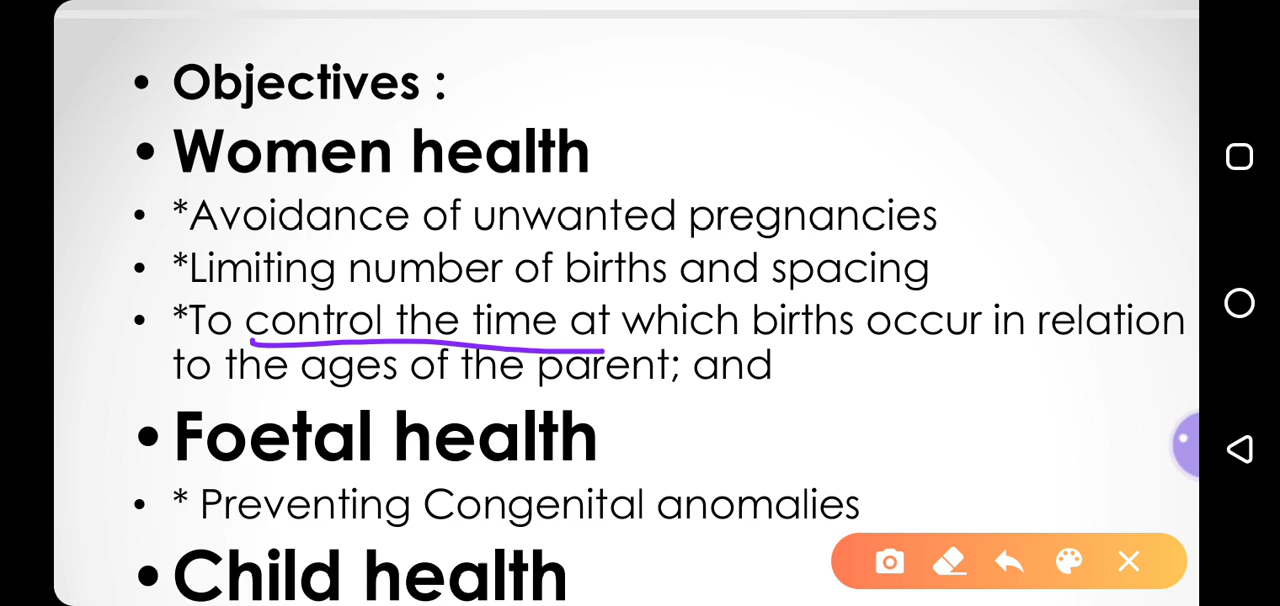 • Objectives :
• Women health
• *Avoidance of unwanted pregnancies
• *Limiting number of births and spacing
• *To control the time at which births occur in relation
to the ages of the parent; and
• Foetal health
• * Preventing Congenital anomalies
• Child health